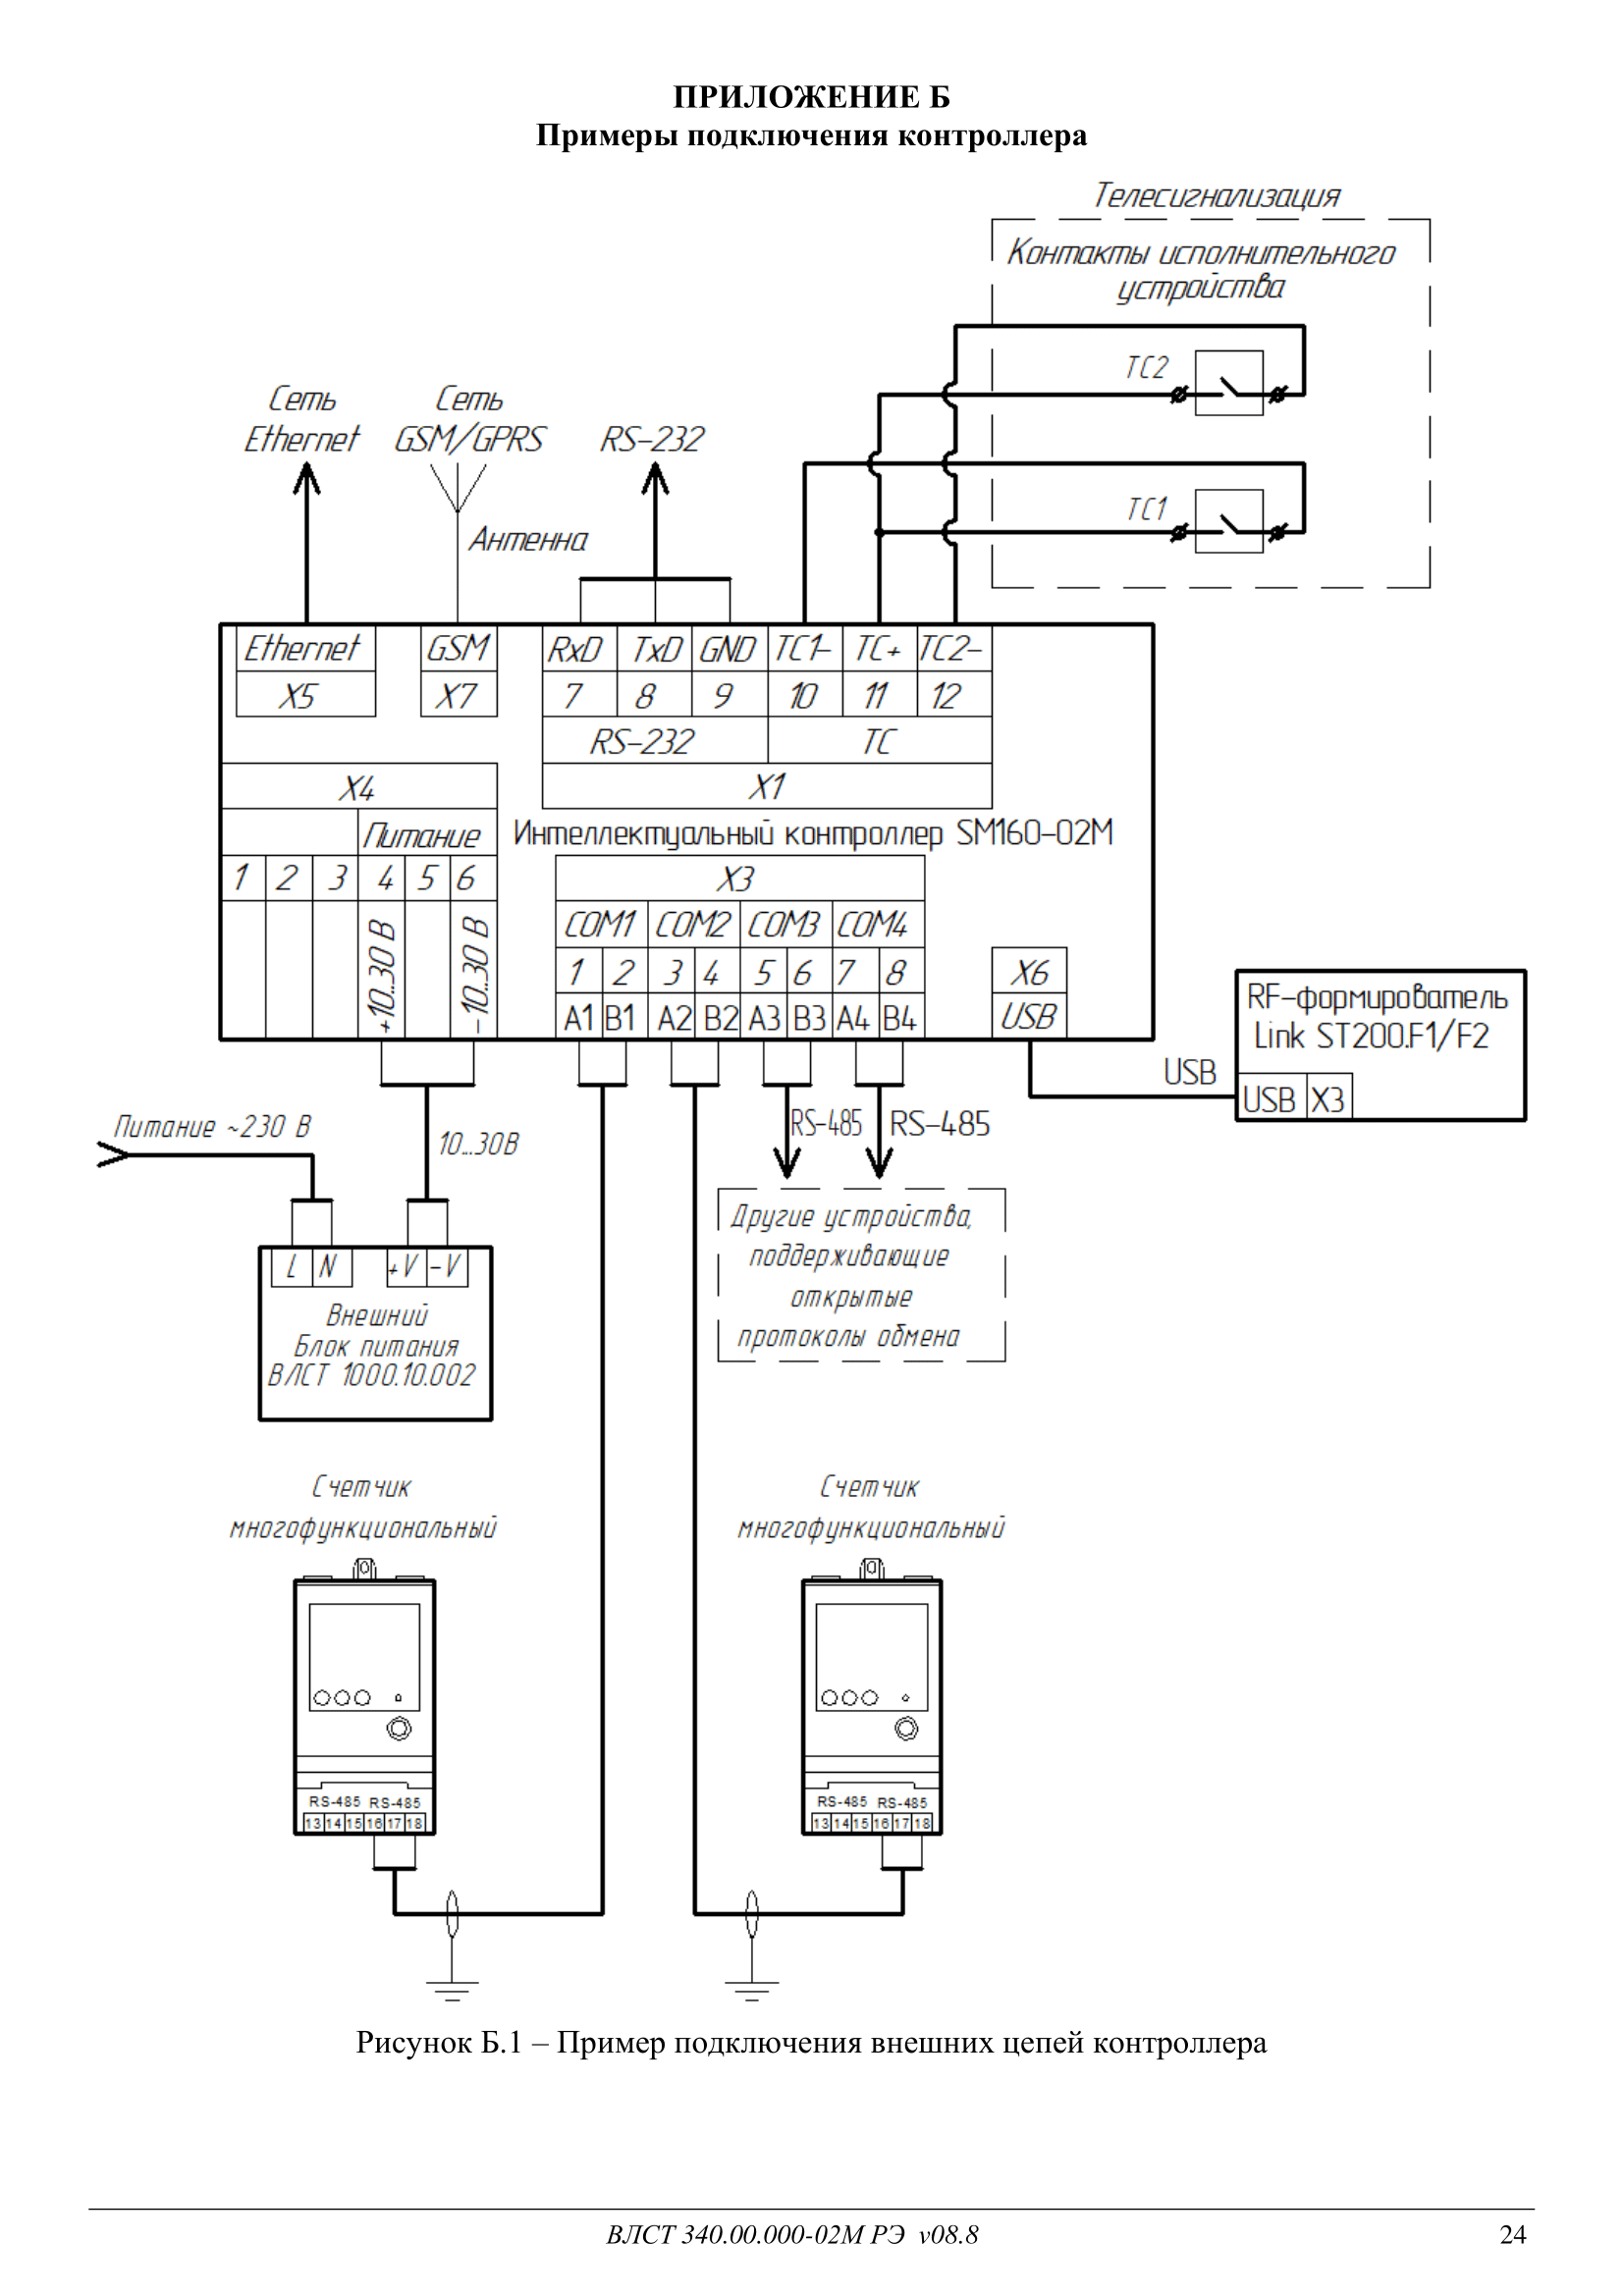 ПРИЛОЖЕНИЕ Б
Примеры подключения контроллера
Телесигнализация
Контакты исполнительного
устройства
ТС2
ТС1
Сеть
Ethernet
Сеть
GSM/GPRS
RS-232
Антенна
Ethernet
X5
GSM
X7
RxD TxD GND TC1- TC+ TC2-
7 8 9 10 11 12
RS-232 TC
X1
X4
Питание
1 2 3 4 5 6
+10...30 В
-10...30 В
Интеллектуальный контроллер SM160-02M
X3
COM1 COM2 COM3 COM4
1 2 3 4 5 6 7 8
A1 B1 A2 B2 A3 B3 A4 B4
X6
USB
RF-формирователь
Link ST200.F1/F2
USB X3
USB
Питание ~230 В
10...30В
RS-485
RS-485
L N +V -V
Внешний
Блок питания
ВЛСТ 1000.10.002
Другие устройства,
поддерживающие
открытые
протоколы обмена
Счетчик
многофункциональный
RS-485 RS-485
13 14 15 16 17 18
Счетчик
многофункциональный
RS-485 RS-485
13 14 15 16 17 18
Рисунок Б.1 – Пример подключения внешних цепей контроллера
ВЛСТ 340.00.000-02М РЭ v08.8
24